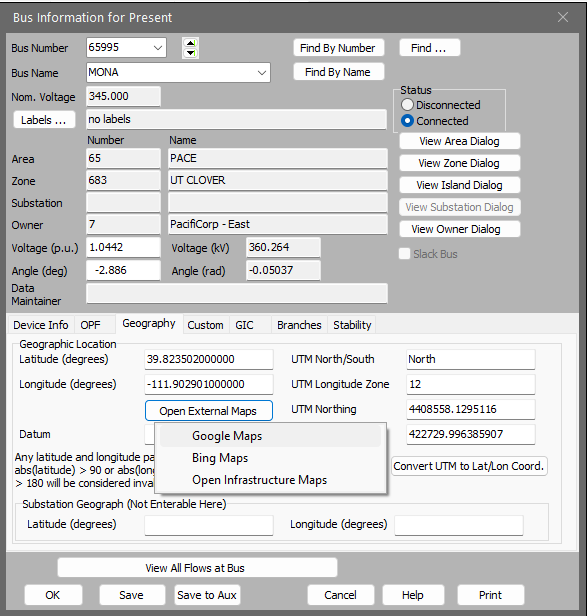 Bus Information for Present
Bus Number 65995 Find By Number Find ...
Bus Name MONA Find By Name
Nom. Voltage 345.000
Status
Disconnected
Connected
Labels ... no labels
Number Name
View Area Dialog
Area 65 PACE
View Zone Dialog
Zone 683 UT CLOVER
View Island Dialog
Substation
View Substation Dialog
Owner 7 PacifiCorp - East
View Owner Dialog
Voltage (p.u.) 1.0442 Voltage (kV) 360.264
Slack Bus
Angle (deg) -2.886 Angle (rad) -0.05037
Data
Maintainer
Device Info OPF Geography Custom GIC Branches Stability
Geographic Location
Latitude (degrees) 39.823502000000 UTM North/South North
Longitude (degrees) -111.902901000000 UTM Longitude Zone 12
Open External Maps UTM Northing 4408558.1295116
Datum 422729.996385907
Google Maps
Bing Maps
Open Infrastructure Maps
Any latitude and longitude pa
abs(latitude) > 90 or abs(long
> 180 will be considered inva
Convert UTM to Lat/Lon Coord.
Substation Geograph (Not Enterable Here)
Latitude (degrees) Longitude (degrees)
View All Flows at Bus
OK Save Save to Aux Cancel Help Print